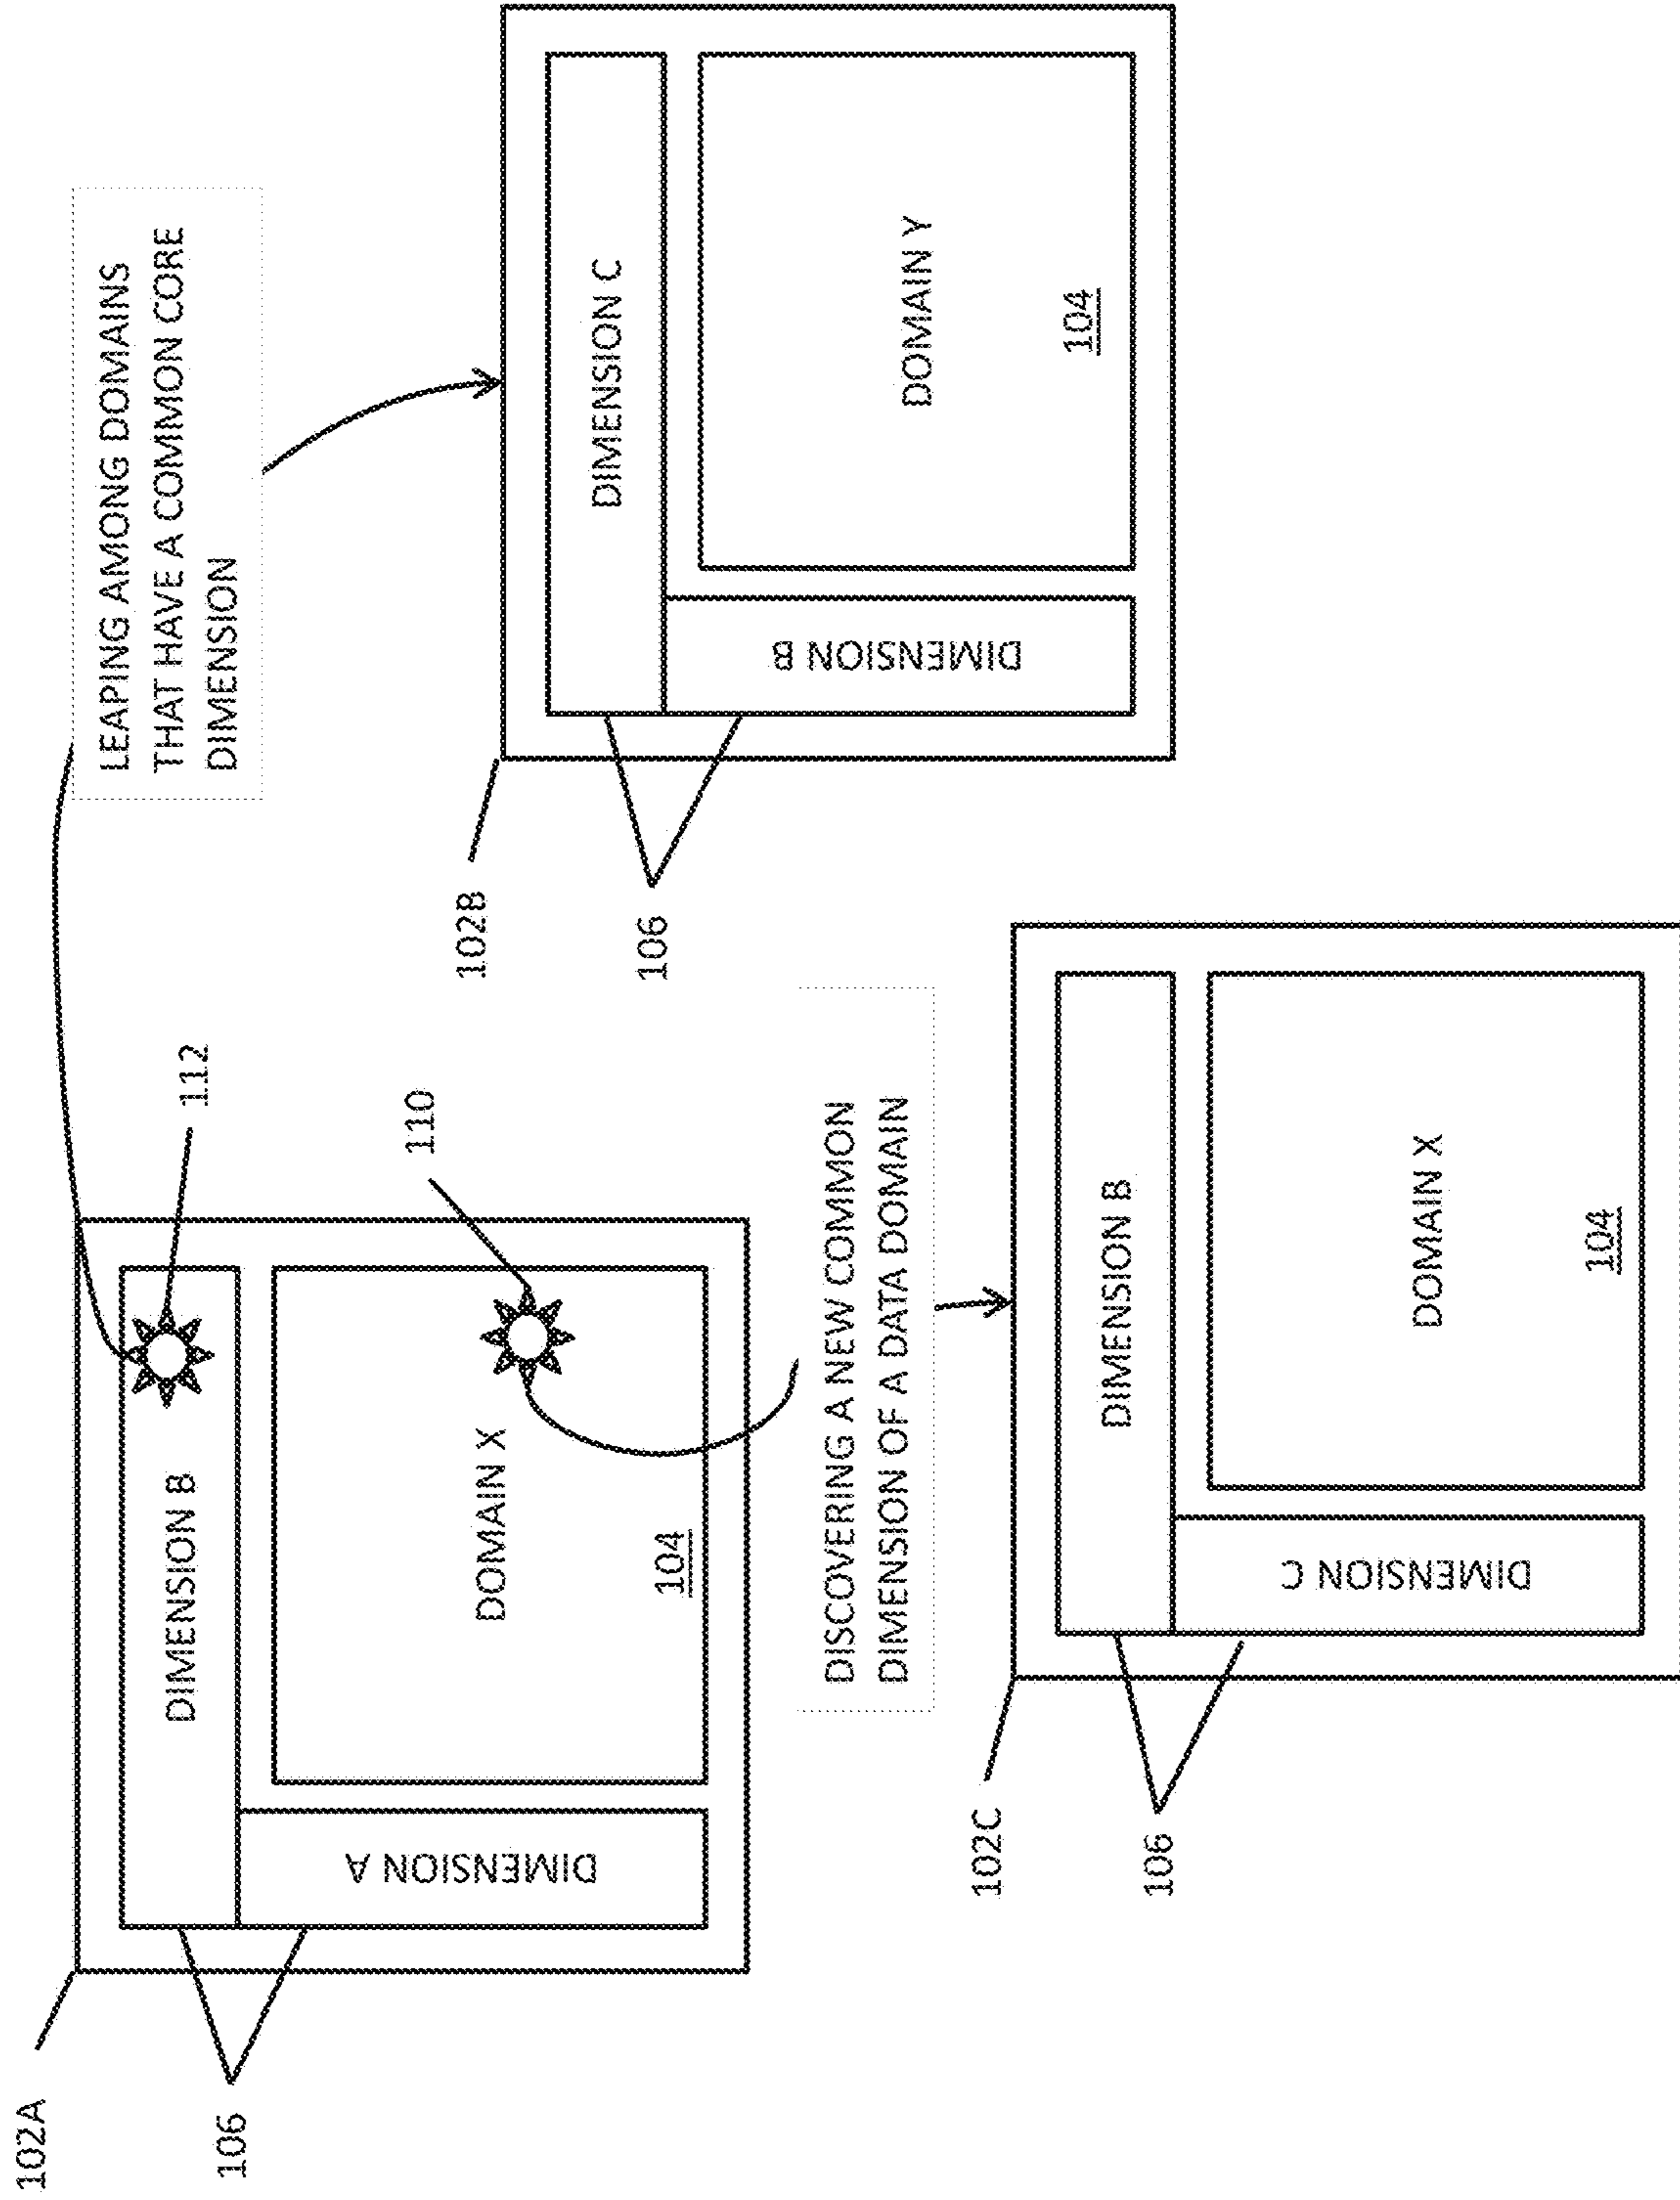 102A
106
DIMENSION B
112
DIMENSION A
DOMAIN X
104
110
LEAPING AMONG DOMAINS
THAT HAVE A COMMON CORE
DIMENSION
102B
106
DIMENSION C
DIMENSION B
DOMAIN Y
104
DISCOVERING A NEW COMMON
DIMENSION OF A DATA DOMAIN
102C
106
DIMENSION B
DIMENSION C
DOMAIN X
104